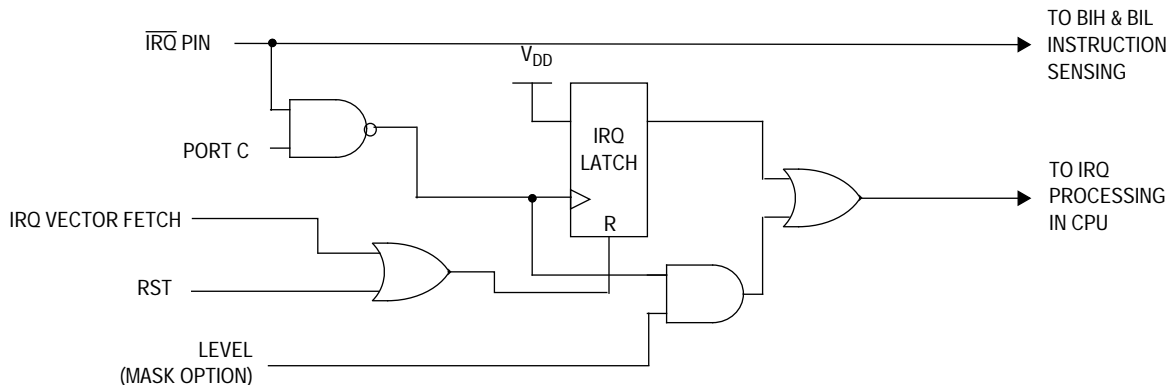 IRQ PIN
TO BIH & BIL
INSTRUCTION
SENSING
VDD
IRQ
LATCH
PORT C
TO IRQ
PROCESSING
IN CPU
IRQ VECTOR FETCH
R
RST
LEVEL
(MASK OPTION)